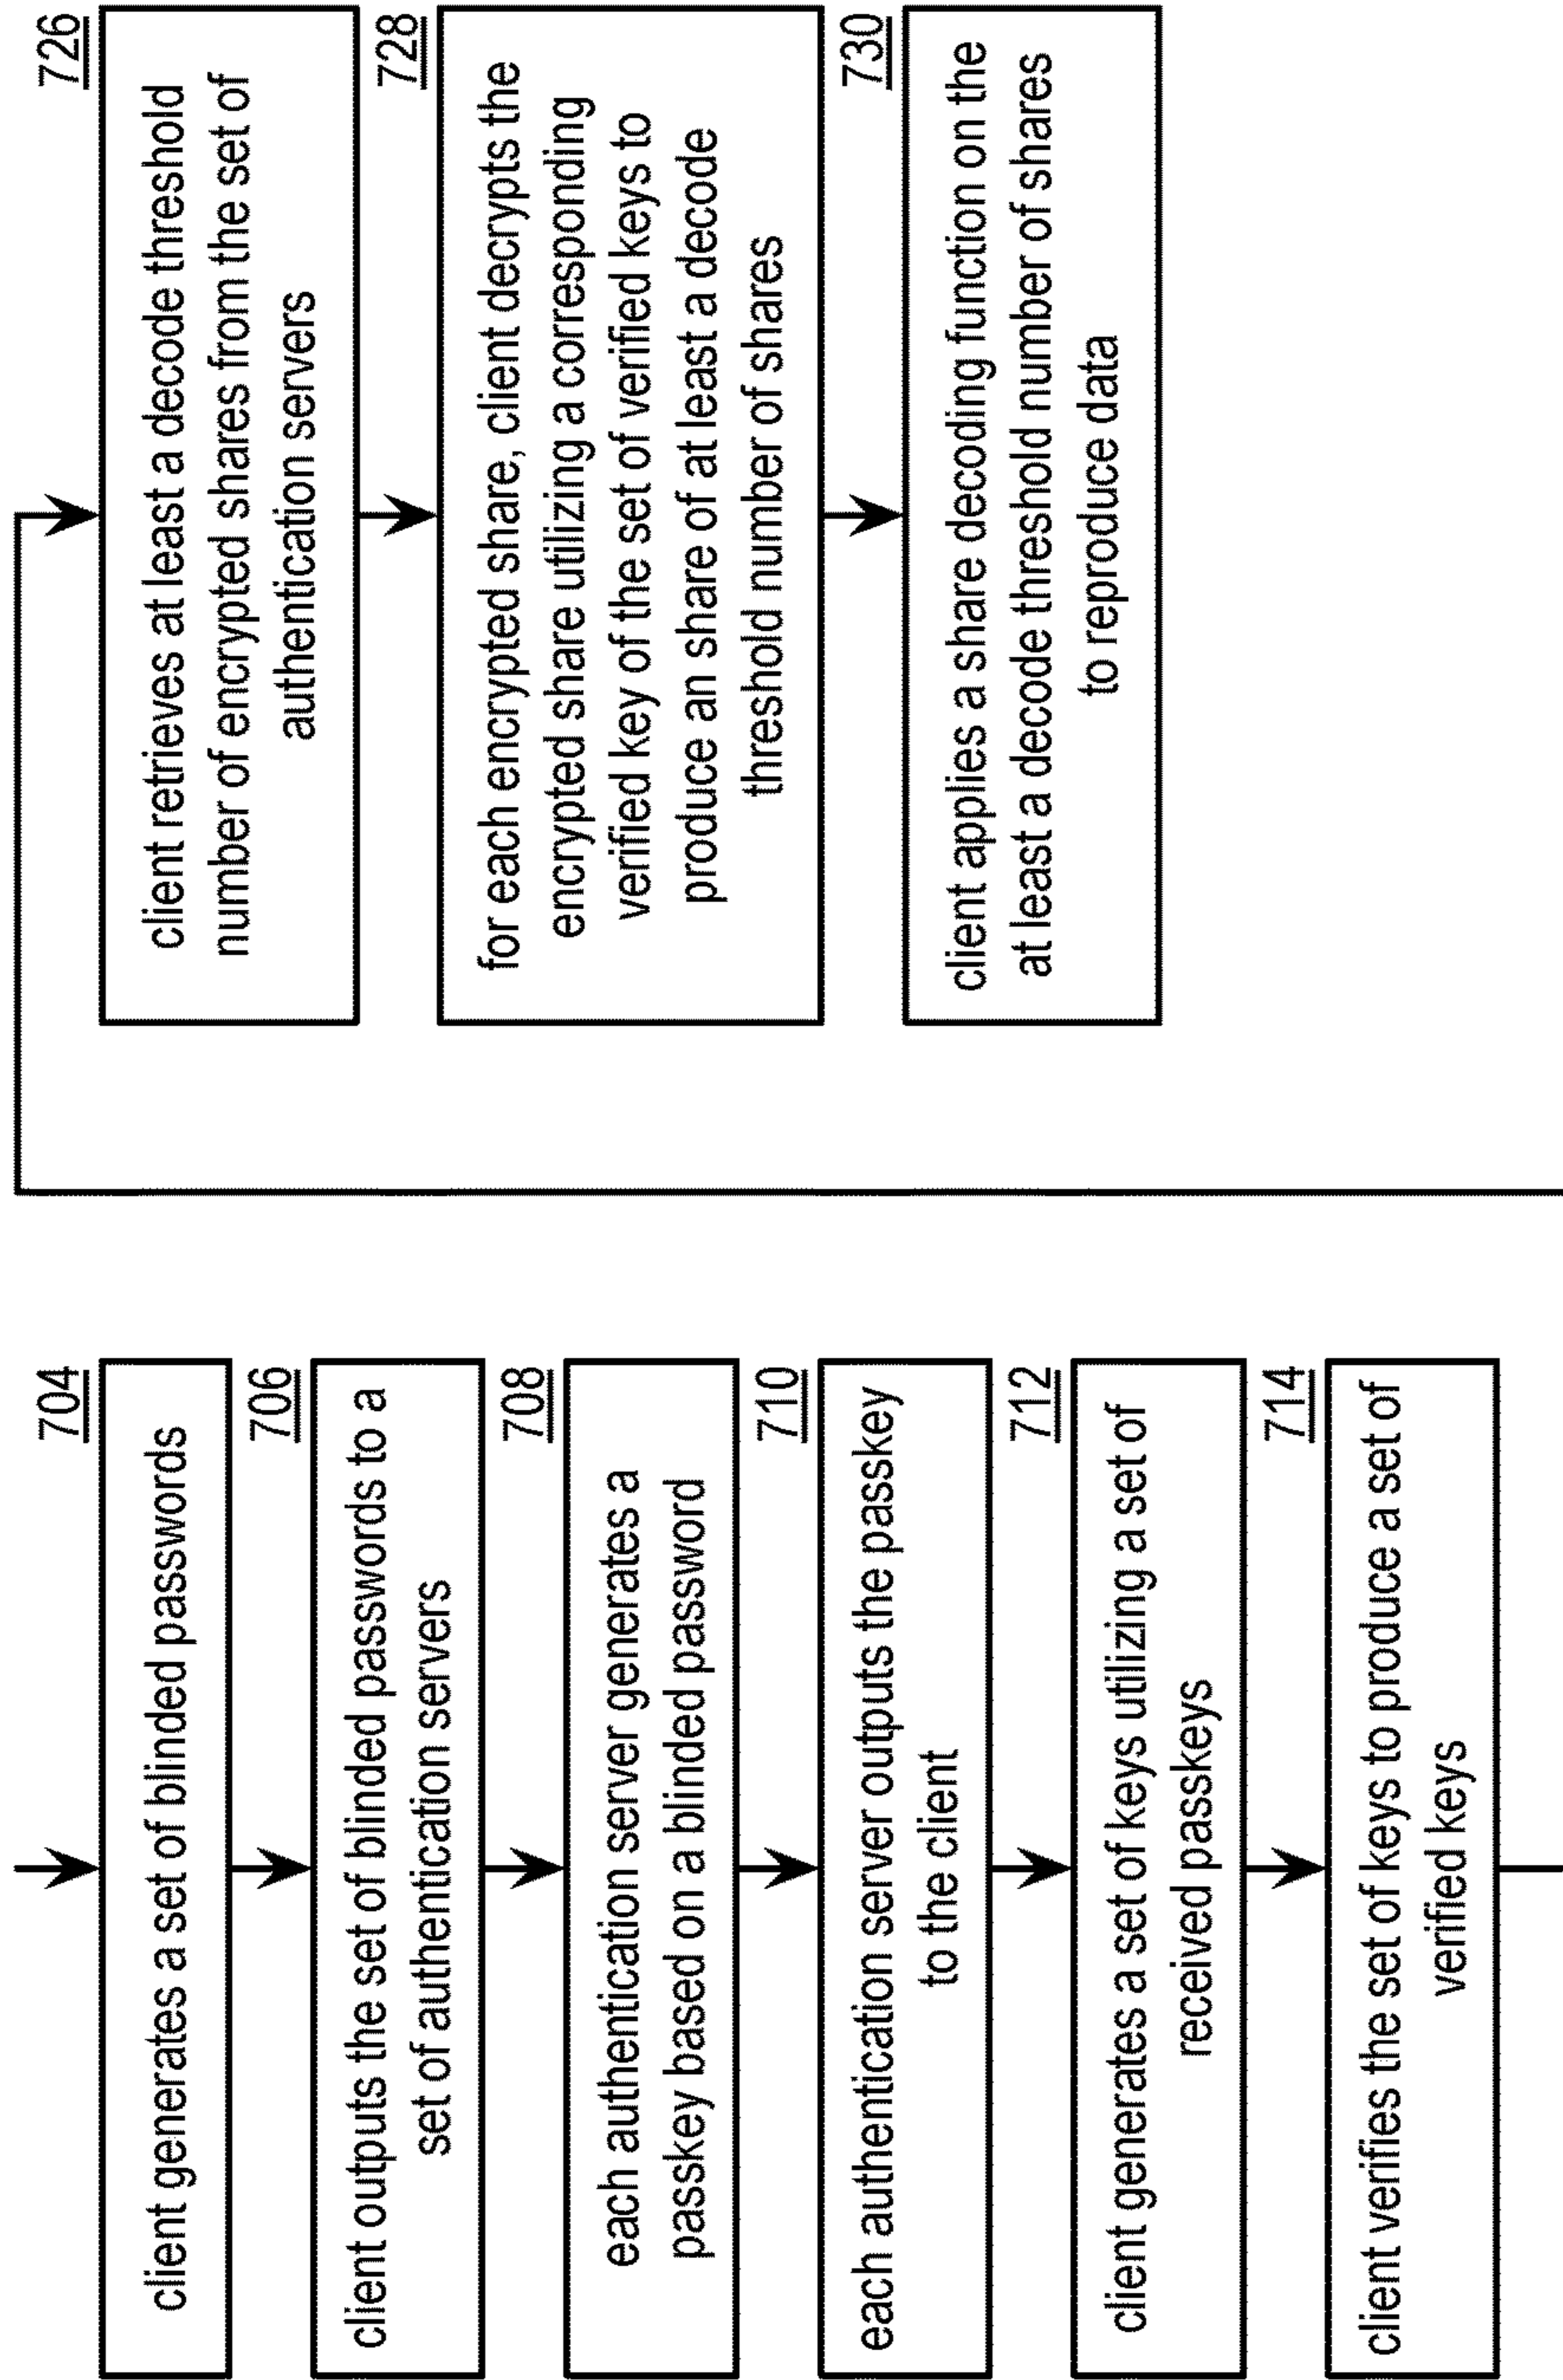 704
client generates a set of blinded passwords
706
client outputs the set of blinded passwords to a
set of authentication servers
708
each authentication server generates a
passkey based on a blinded password
710
each authentication server outputs the passkey
to the client
712
client generates a set of keys utilizing a set of
received passkeys
714
client verifies the set of keys to produce a set of
verified keys
726
client retrieves at least a decode threshold
number of encrypted shares from the set of
authentication servers
728
for each encrypted share, client decrypts the
encrypted share utilizing a corresponding
verified key of the set of verified keys to
produce an share of at least a decode
threshold number of shares
730
client applies a share decoding function on the
at least a decode threshold number of shares
to reproduce data